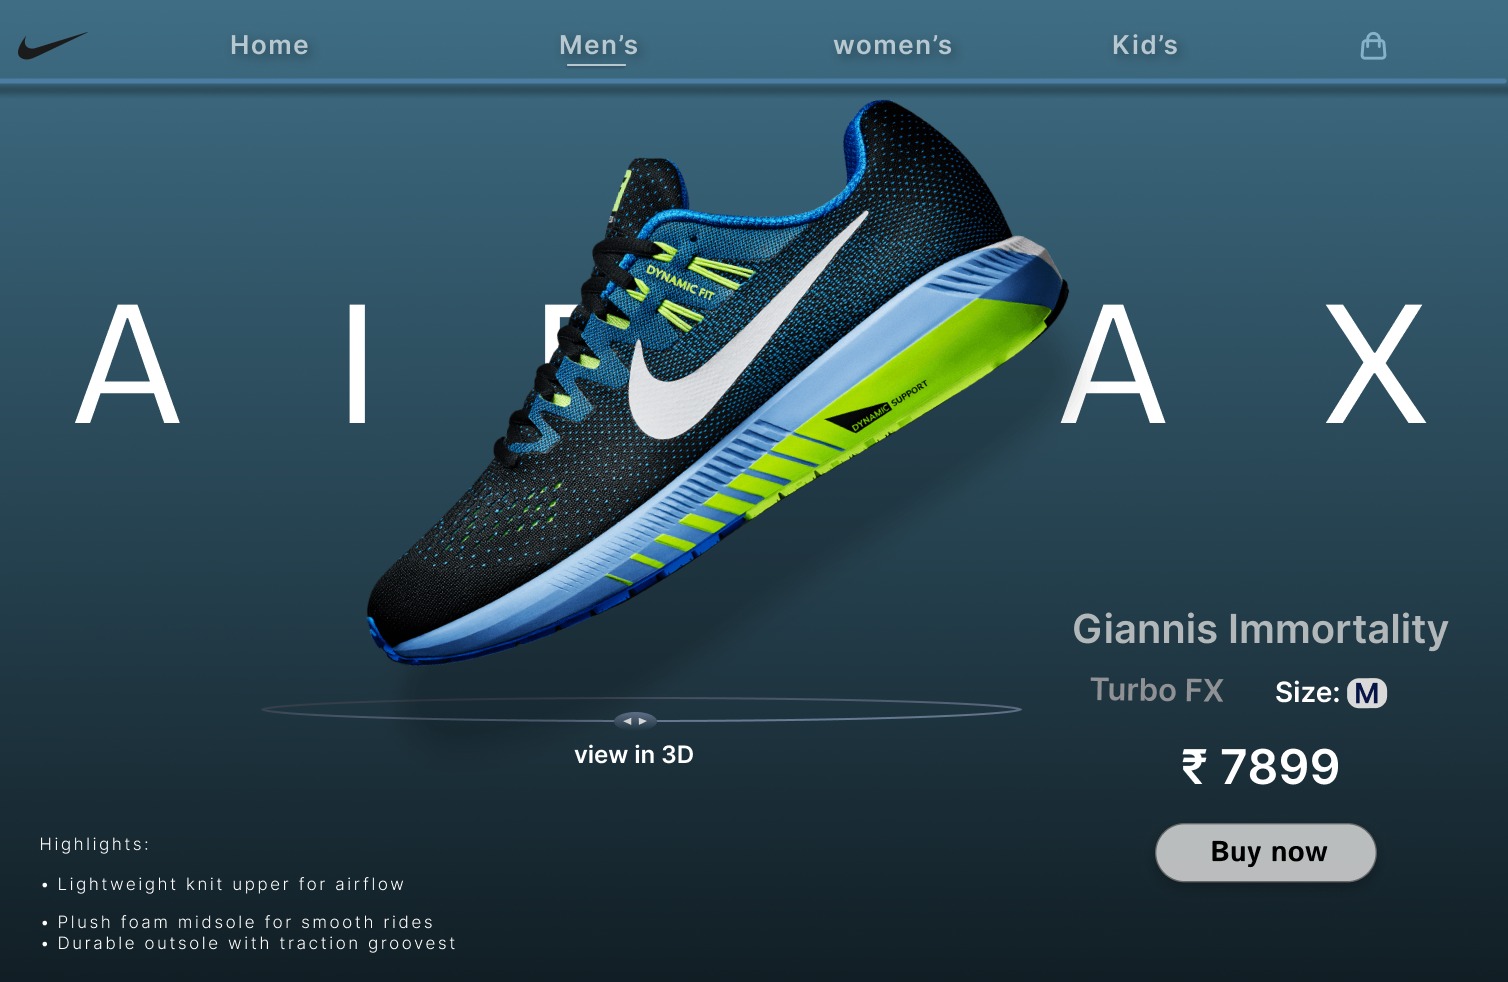 Home Men’s women’s Kid’s
A I A X
DYNAMIC FIT
DYNAMIC SUPPORT
Giannis Immortality
Turbo FX Size: M
₹ 7899
Buy now
view in 3D
Highlights:
• Lightweight knit upper for airflow
• Plush foam midsole for smooth rides
• Durable outsole with traction groovest